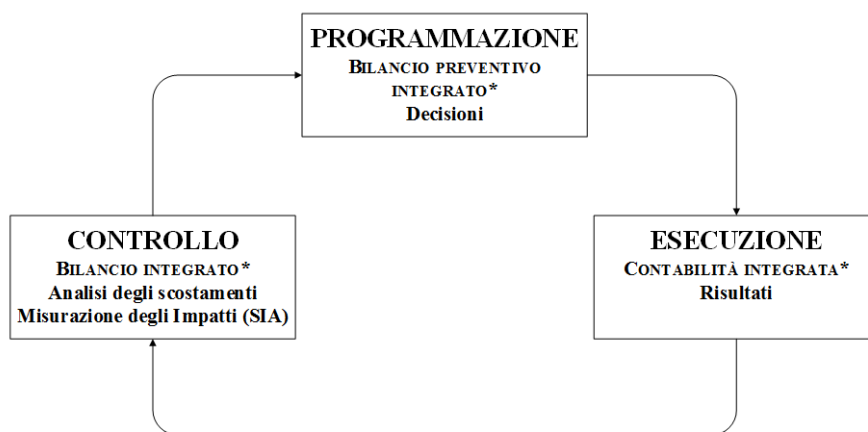 PROGRAMMAZIONE
BILANCIO PREVENTIVO
INTEGRATO*
Decisioni
CONTROLLO
BILANCIO INTEGRATO*
Analisi degli scostamenti
Misurazione degli Impatti (SIA)
ESECUZIONE
CONTABILITÀ INTEGRATA*
Risultati